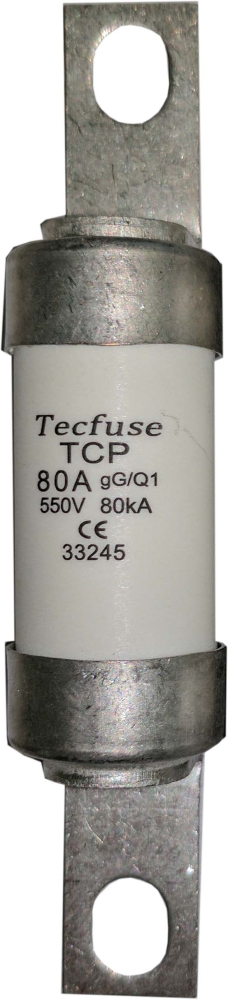 Tecfuse
TCP
80A gG/Q1
550V 80kA
CE
33245